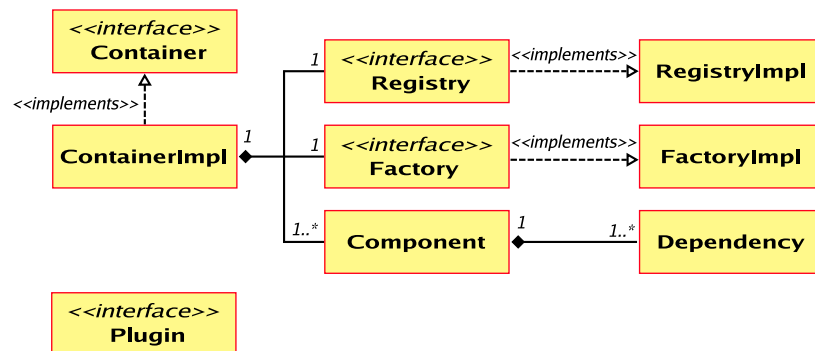 <<interface>>
Container
<<implements>>
ContainerImpl
1
1
<<interface>>
Registry
<<implements>>
RegistryImpl
1
<<interface>>
Factory
<<implements>>
FactoryImpl
1..*
Component
1
1..*
Dependency
<<interface>>
Plugin